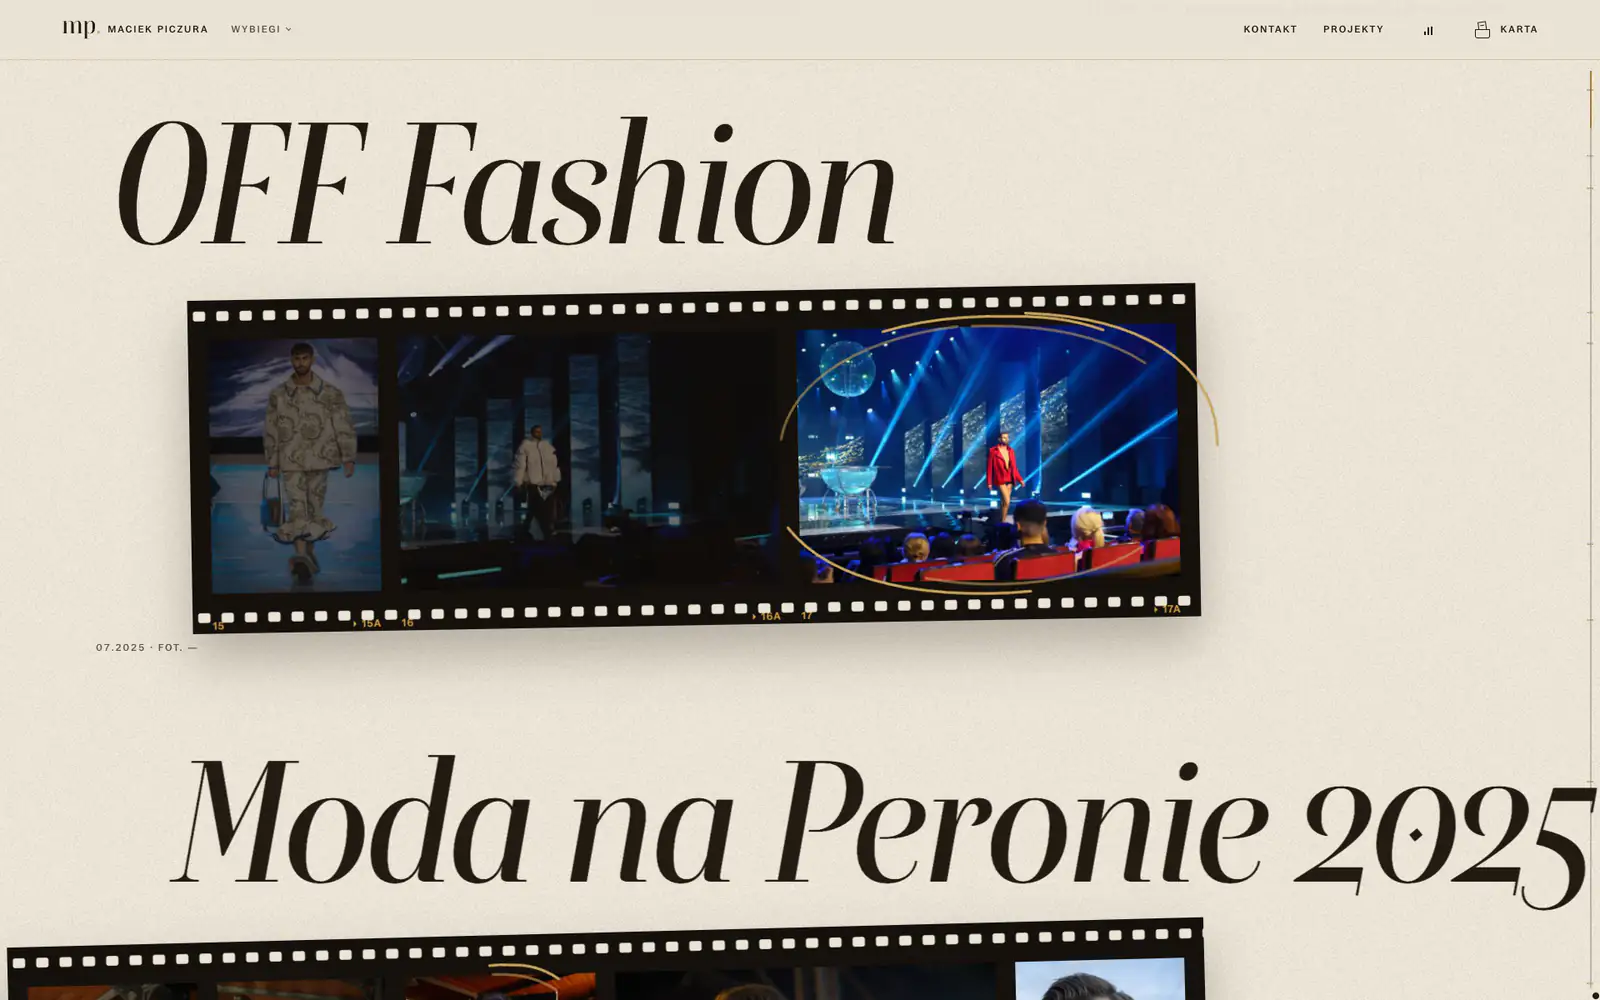 mp. MACIEK PICZURA WYBIEGI KONTAKT PROJEKTY KARTA
OFF Fashion
15 15A 16 16A 17 17A
07.2025 · FOT. —
Moda na Peronie 2025